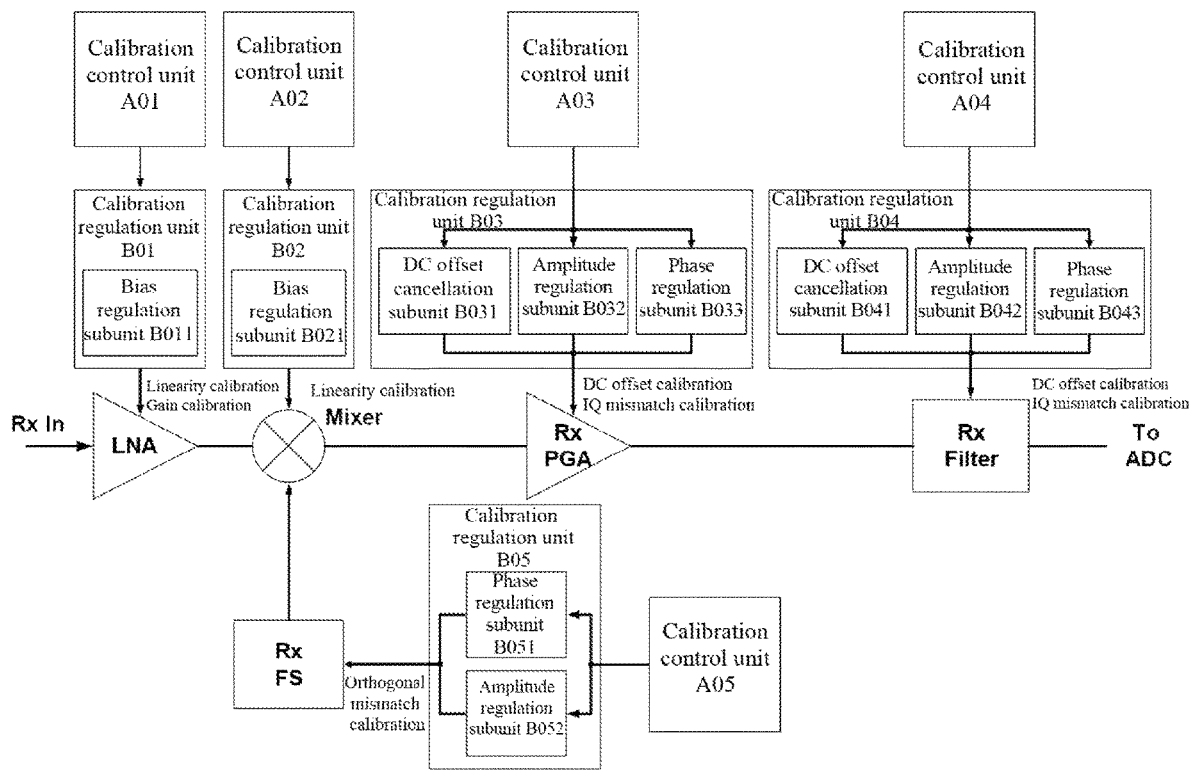 Calibration
control unit
A01
Calibration
control unit
A02
Calibration
control unit
A03
Calibration
control unit
A04
Calibration
regulation unit
B01
Bias
regulation
subunit B011
Calibration
regulation unit
B02
Bias
regulation
subunit B021
Calibration regulation
unit B03
DC offset
cancellation
subunit B031
Amplitude
regulation
subunit B032
Phase
regulation
subunit B033
Calibration regulation
unit B04
DC offset
cancellation
subunit B041
Amplitude
regulation
subunit B042
Phase
regulation
subunit B043
Linearity calibration
Gain calibration
Linearity calibration
DC offset calibration
IQ mismatch calibration
DC offset calibration
IQ mismatch calibration
Rx In
LNA
Mixer
Rx
PGA
Rx
Filter
To
ADC
Calibration
regulation unit
B05
Phase
regulation
subunit
B051
Amplitude
regulation
subunit B052
Calibration
control unit
A05
Rx
FS
Orthogonal
mismatch
calibration